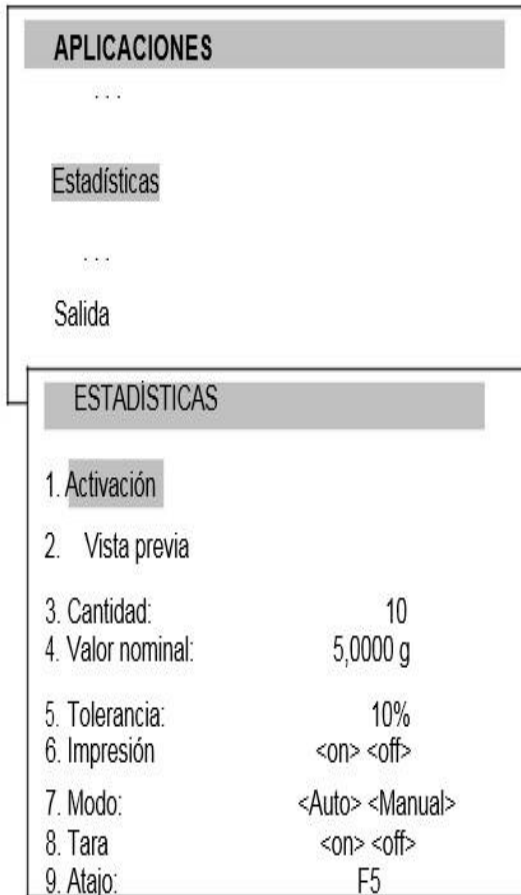 APLICACIONES
. . .
Estadísticas
. . .
Salida
ESTADÍSTICAS
1. Activación
2. Vista previa
3. Cantidad: 10
4. Valor nominal: 5,0000 g
5. Tolerancia: 10%
6. Impresión <on> <off>
7. Modo: <Auto> <Manual>
8. Tara <on> <off>
9. Atajo: F5